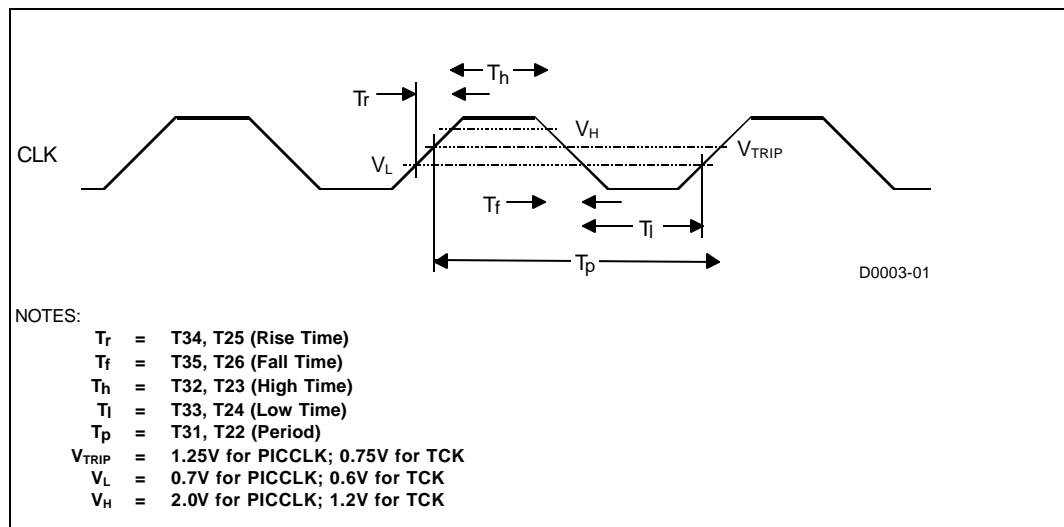 Th
Tr
VH
CLK
VTRIP
VL
Tf
Tl
Tp
D0003-01
NOTES:
Tr = T34, T25 (Rise Time)
Tf = T35, T26 (Fall Time)
Th = T32, T23 (High Time)
Tl = T33, T24 (Low Time)
Tp = T31, T22 (Period)
VTRIP = 1.25V for PICCLK; 0.75V for TCK
VL = 0.7V for PICCLK; 0.6V for TCK
VH = 2.0V for PICCLK; 1.2V for TCK